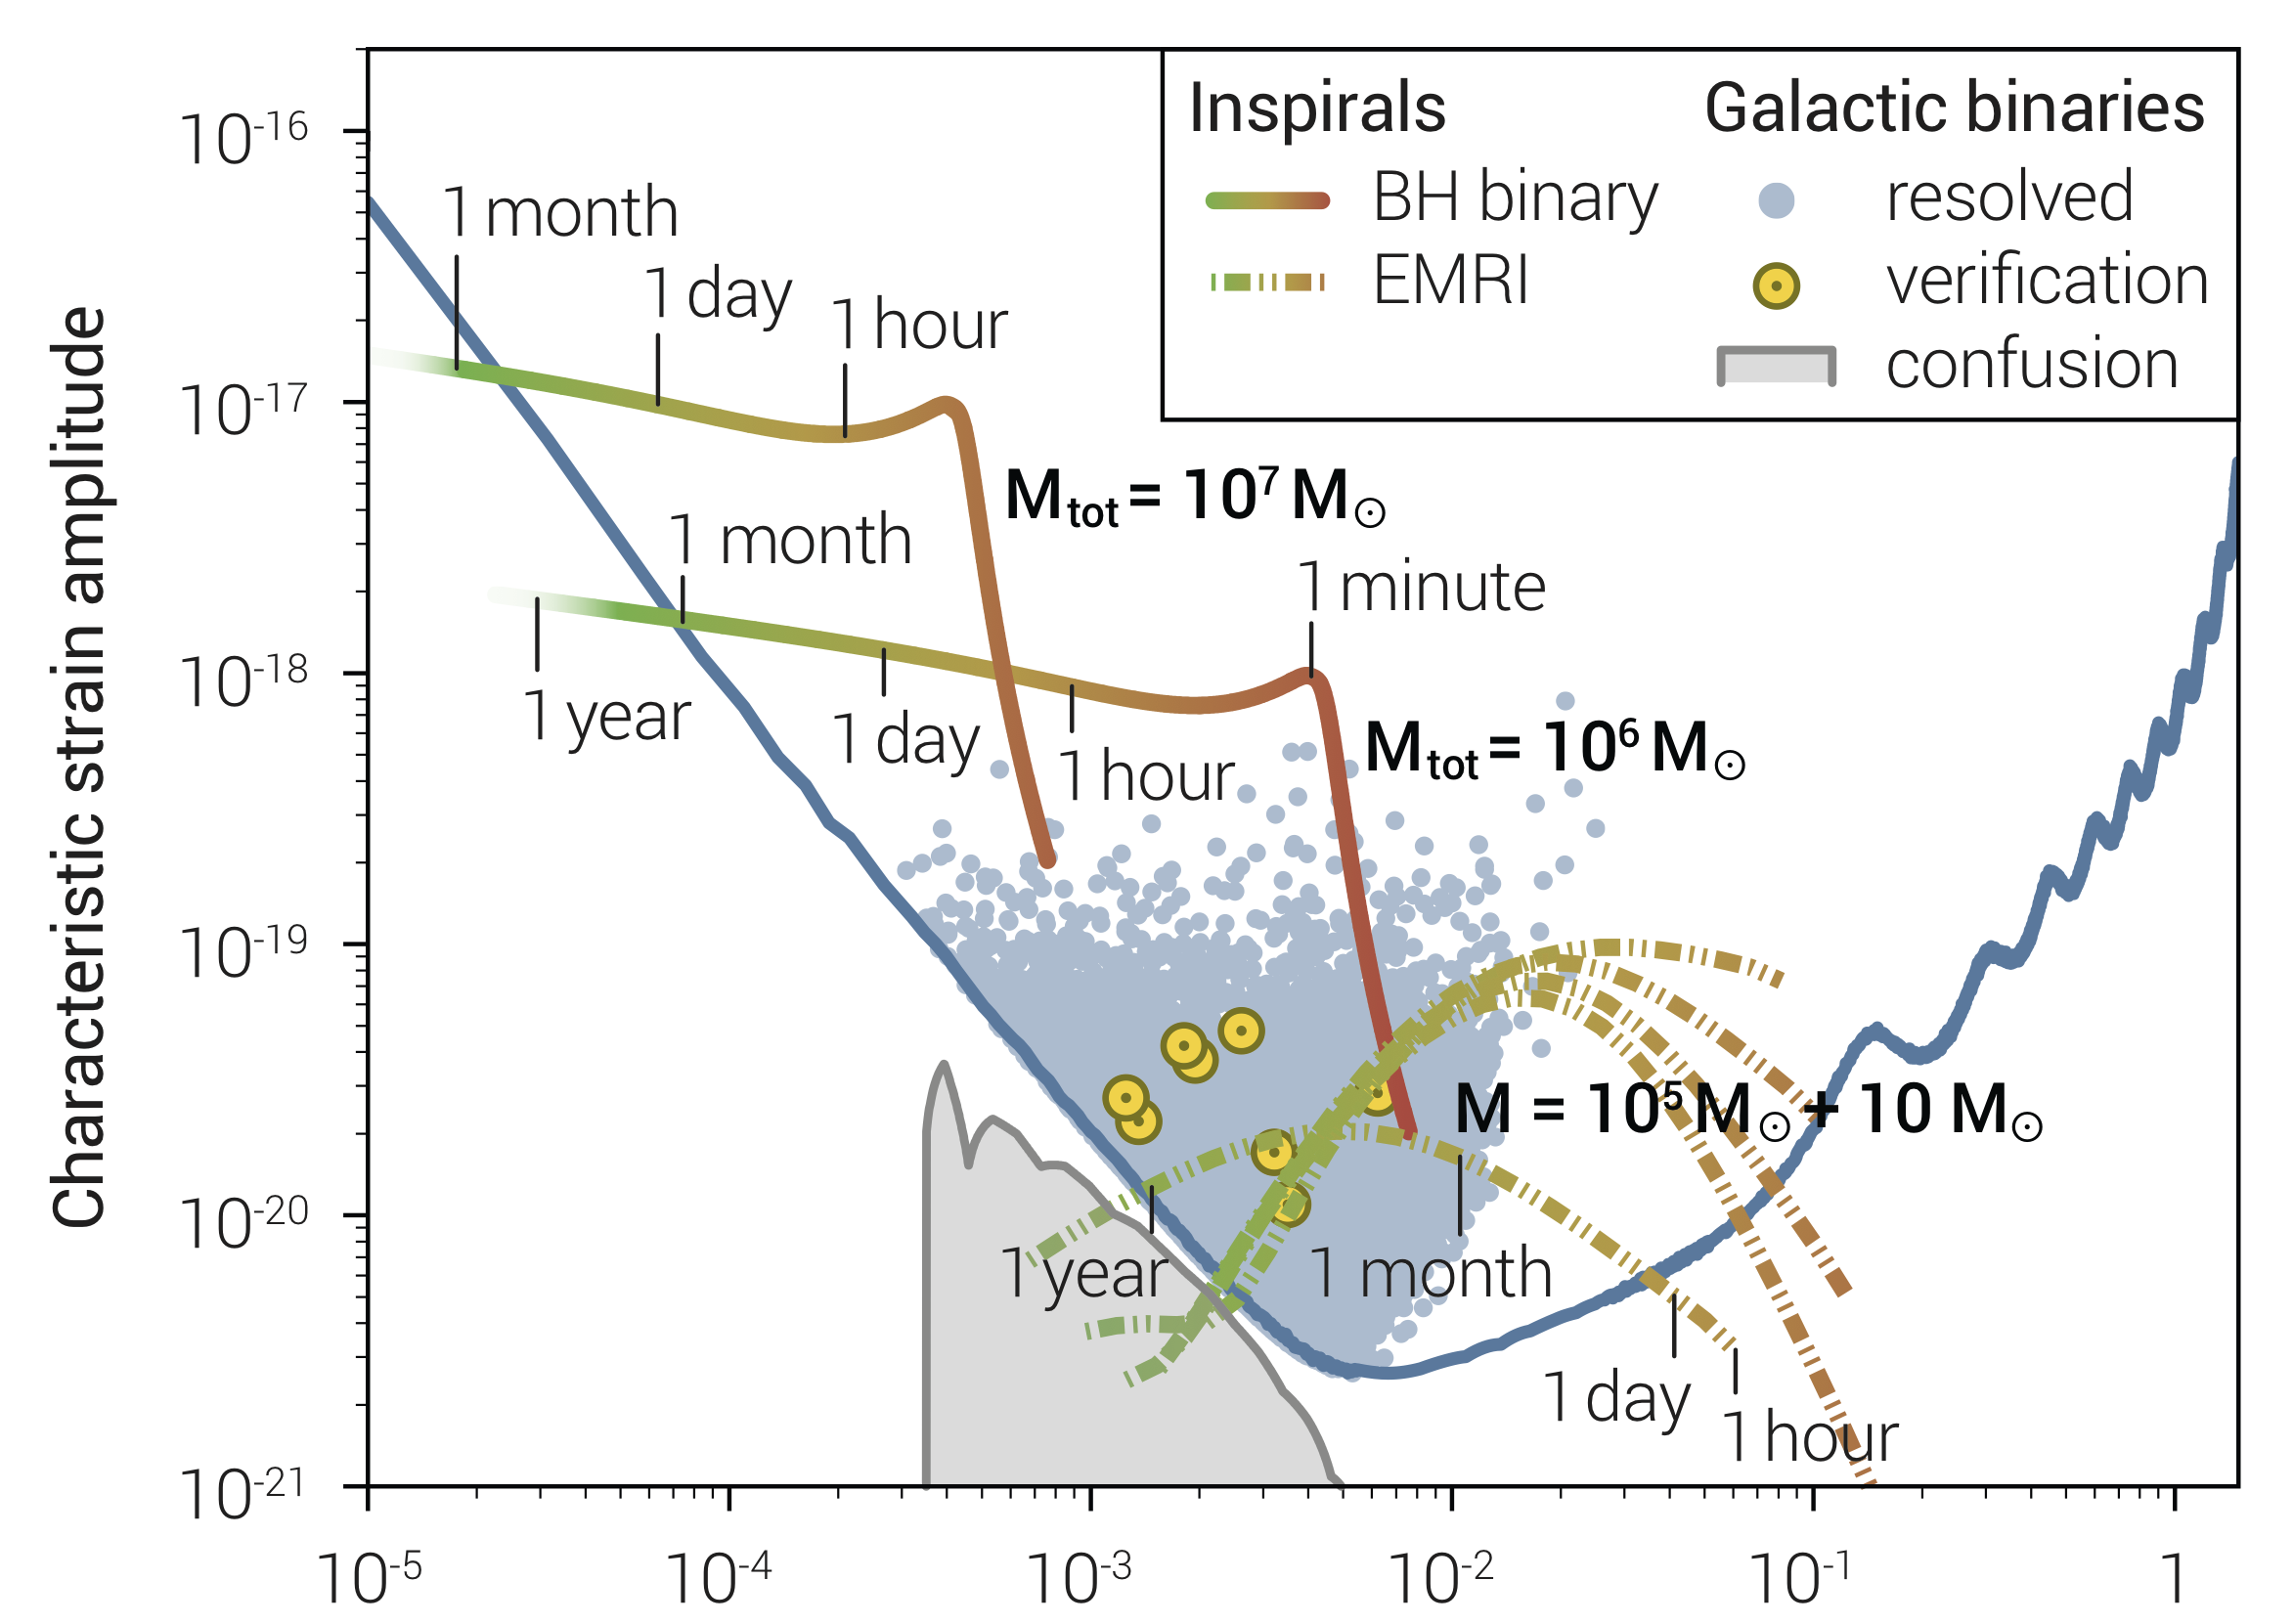 Inspirals
BH binary
EMRI
Galactic binaries
resolved
verification
confusion
Characteristic strain amplitude
10⁻¹⁶
10⁻¹⁷
10⁻¹⁸
10⁻¹⁹
10⁻²⁰
10⁻²¹
1 month
1 day
1 hour
Mtot = 10⁷ M⊙
1 month
1 minute
1 year
1 day
1 hour
Mtot = 10⁶ M⊙
M = 10⁵ M⊙ + 10 M⊙
1 year
1 month
1 day
1 hour
10⁻⁵ 10⁻⁴ 10⁻³ 10⁻² 10⁻¹ 1